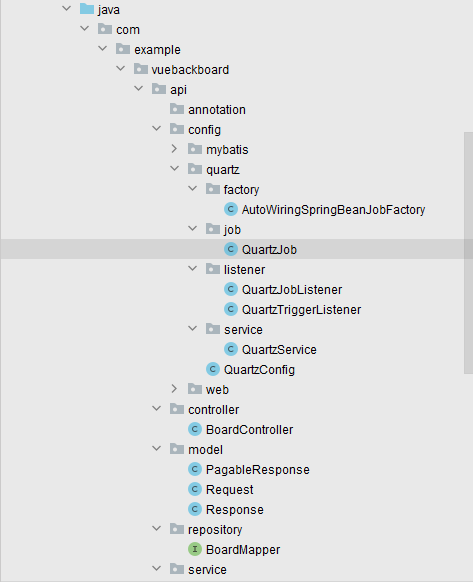 java
com
example
vuebackboard
api
annotation
config
mybatis
quartz
factory
AutoWiringSpringBeanJobFactory
job
QuartzJob
listener
QuartzJobListener
QuartzTriggerListener
service
QuartzService
QuartzConfig
web
controller
BoardController
model
PagableResponse
Request
Response
repository
BoardMapper
service